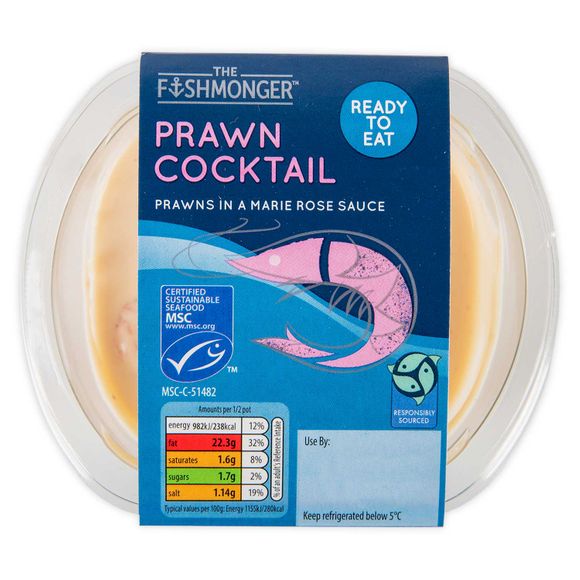 THE
FISHMONGER™
READY
TO
EAT
PRAWN
COCKTAIL
PRAWNS IN A MARIE ROSE SAUCE
CERTIFIED
SUSTAINABLE
SEAFOOD
MSC
www.msc.org
TM
MSC-C-51482
RESPONSIBLY
SOURCED
Amounts per 1/2 pot
energy 982kJ/238kcal 12%
fat 22.3g 32%
saturates 1.6g 8%
sugars 1.7g 2%
salt 1.14g 19%
% of an adult's Reference Intake
Typical values per 100g: Energy 1155kJ/280kcal
Use By:
Keep refrigerated below 5°C